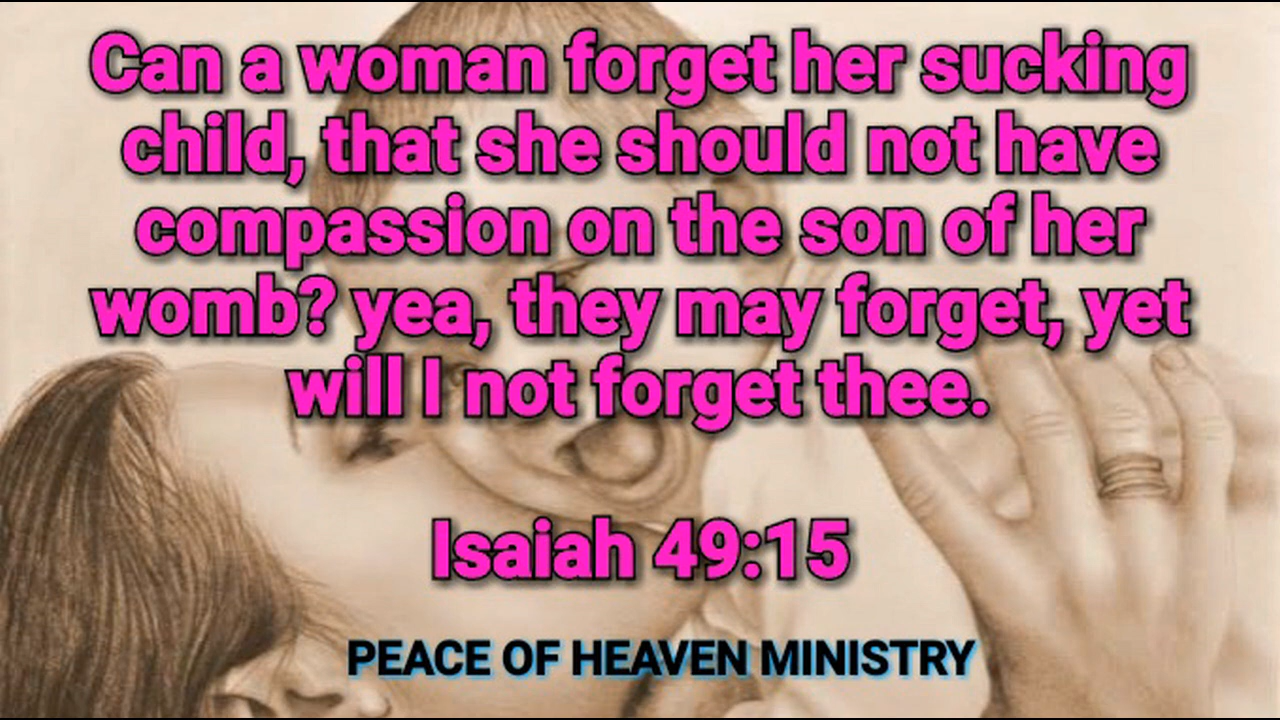 Can a woman forget her sucking
child, that she should not have
compassion on the son of her
womb? yea, they may forget, yet
will I not forget thee.
Isaiah 49:15
PEACE OF HEAVEN MINISTRY